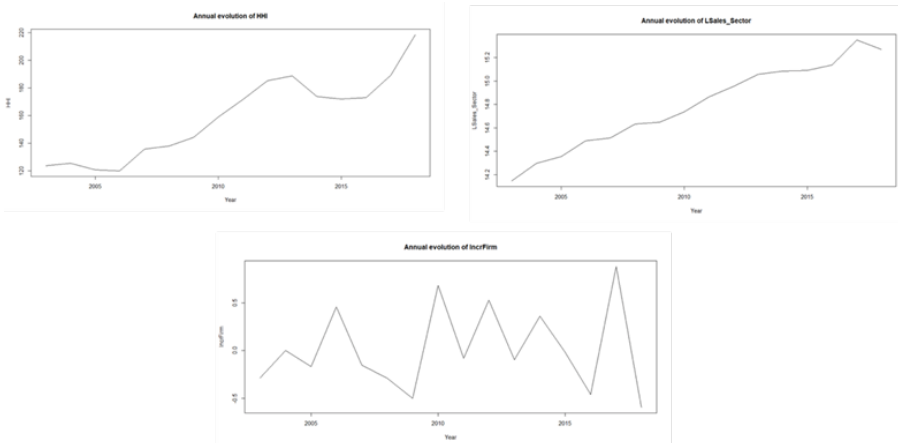 Annual evolution of HHI
220
200
180
160
140
120
HHI
2005 2010 2015
Year
Annual evolution of LSales_Sector
15.2
15.0
14.8
14.6
14.4
14.2
LSales_Sector
2005 2010 2015
Year
Annual evolution of IncrFirm
0.5
0.0
-0.5
IncrFirm
2005 2010 2015
Year